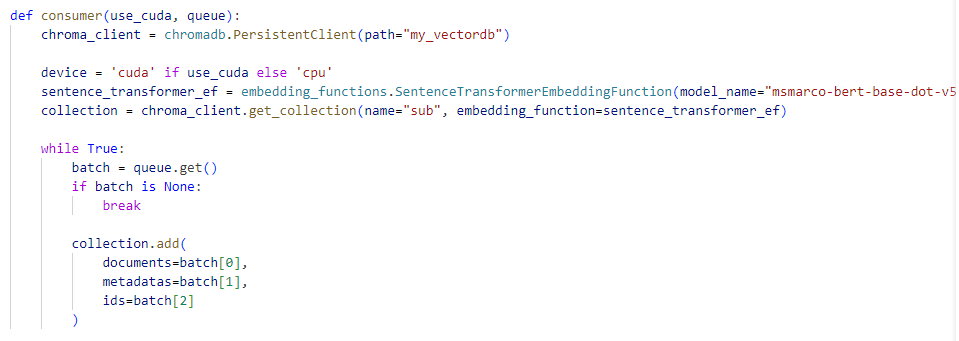 def consumer(use_cuda, queue):
    chroma_client = chromadb.PersistentClient(path="my_vectordb")
    device = 'cuda' if use_cuda else 'cpu'
    sentence_transformer_ef = embedding_functions.SentenceTransformerEmbeddingFunction(model_name="msmarco-bert-base-dot-v5
    collection = chroma_client.get_collection(name="sub", embedding_function=sentence_transformer_ef)
    while True:
        batch = queue.get()
        if batch is None:
            break
        collection.add(
            documents=batch[0],
            metadatas=batch[1],
            ids=batch[2]
        )